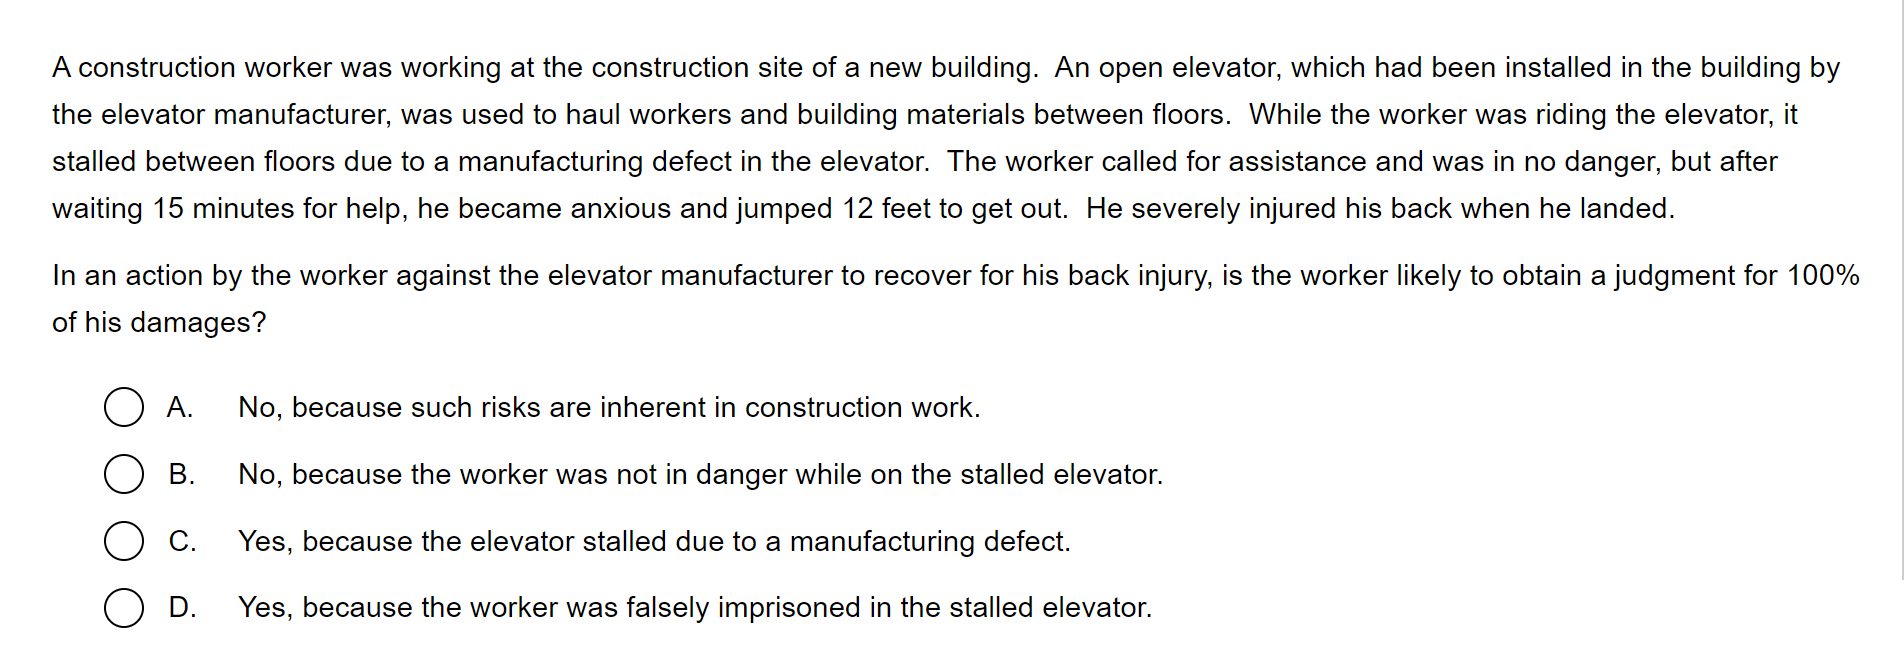 A construction worker was working at the construction site of a new building.  An open elevator, which had been installed in the building by
the elevator manufacturer, was used to haul workers and building materials between floors.  While the worker was riding the elevator, it
stalled between floors due to a manufacturing defect in the elevator.  The worker called for assistance and was in no danger, but after
waiting 15 minutes for help, he became anxious and jumped 12 feet to get out.  He severely injured his back when he landed.
In an action by the worker against the elevator manufacturer to recover for his back injury, is the worker likely to obtain a judgment for 100%
of his damages?
A. No, because such risks are inherent in construction work.
B. No, because the worker was not in danger while on the stalled elevator.
C. Yes, because the elevator stalled due to a manufacturing defect.
D. Yes, because the worker was falsely imprisoned in the stalled elevator.